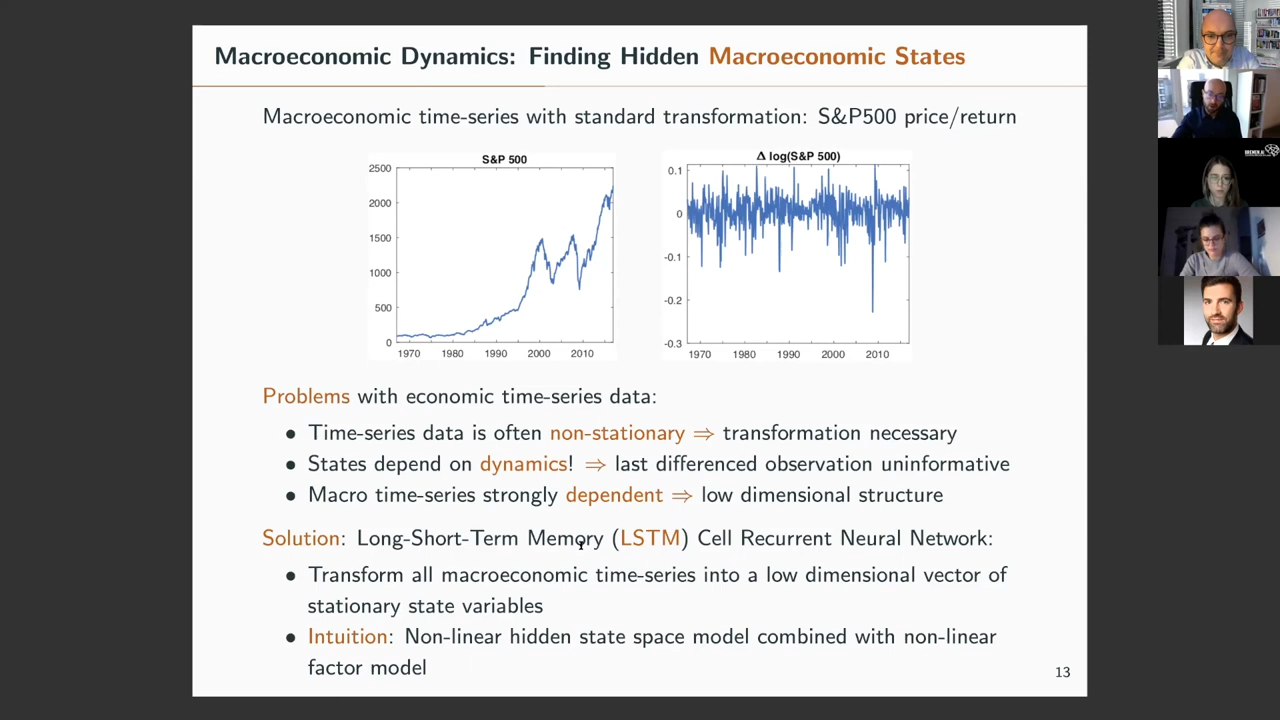 Macroeconomic Dynamics: Finding Hidden Macroeconomic States
Macroeconomic time-series with standard transformation: S&P500 price/return
S&P 500
2500
2000
1500
1000
500
0
1970 1980 1990 2000 2010
Δ log(S&P 500)
0.1
0
-0.1
-0.2
-0.3
1970 1980 1990 2000 2010
Problems with economic time-series data:
• Time-series data is often non-stationary ⇒ transformation necessary
• States depend on dynamics! ⇒ last differenced observation uninformative
• Macro time-series strongly dependent ⇒ low dimensional structure
Solution: Long-Short-Term Memory (LSTM) Cell Recurrent Neural Network:
• Transform all macroeconomic time-series into a low dimensional vector of
stationary state variables
• Intuition: Non-linear hidden state space model combined with non-linear
factor model
13
BREMEN.AI